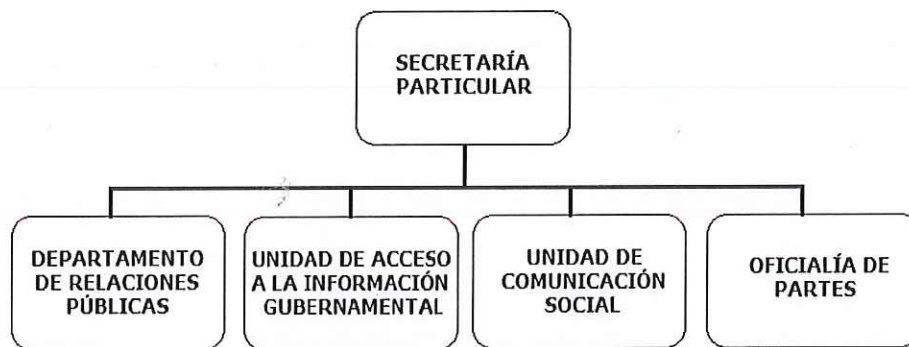 SECRETARÍA
PARTICULAR
DEPARTAMENTO
DE RELACIONES
PÚBLICAS
UNIDAD DE ACCESO
A LA INFORMACIÓN
GUBERNAMENTAL
UNIDAD DE
COMUNICACIÓN
SOCIAL
OFICIALÍA DE
PARTES